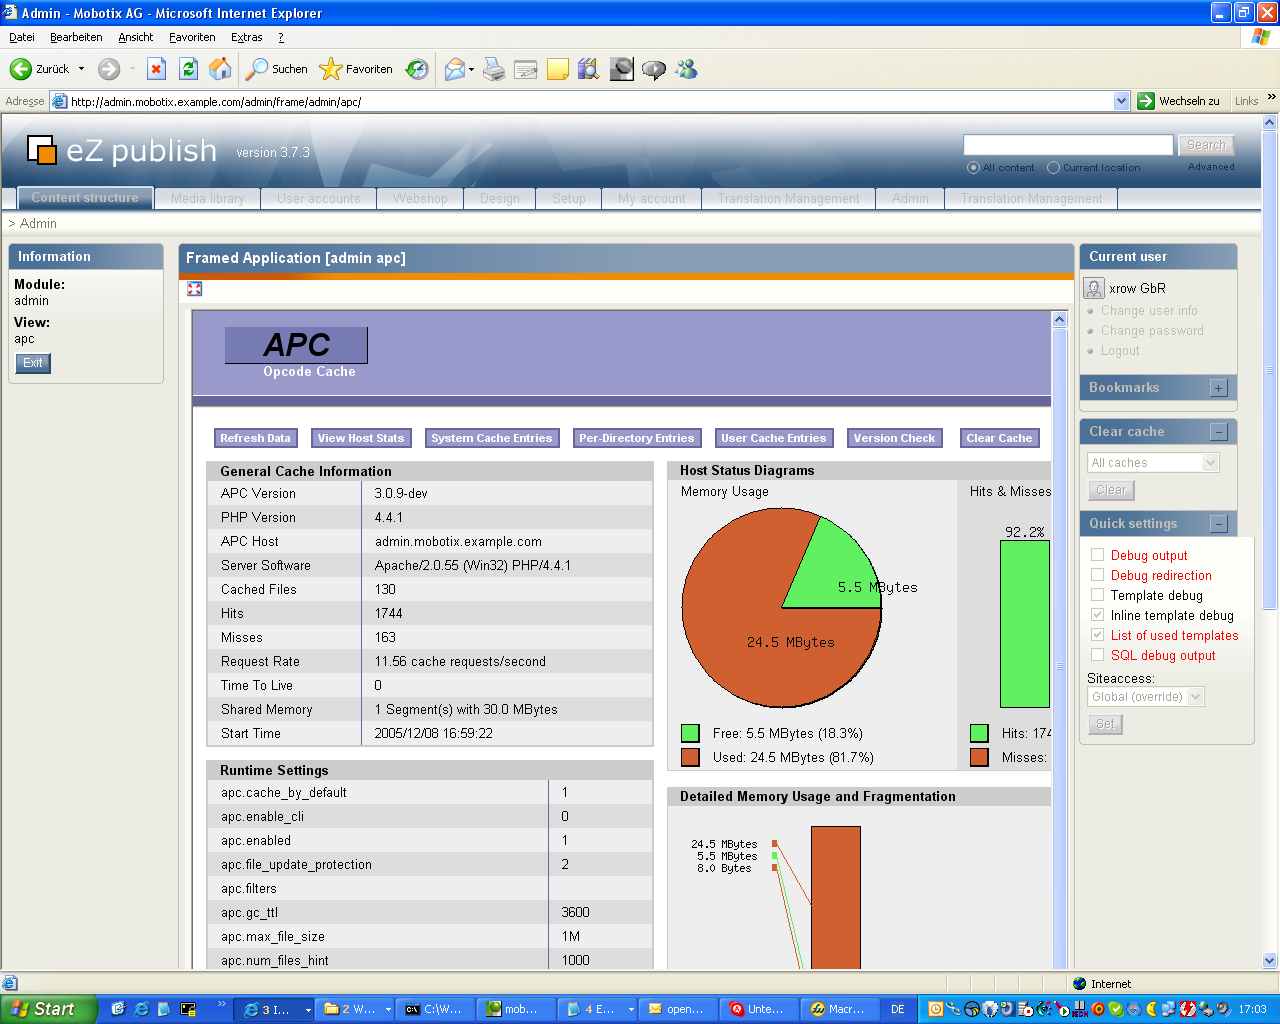 Admin - Mobotix AG - Microsoft Internet Explorer
Datei Bearbeiten Ansicht Favoriten Extras ?
Zurück Suchen Favoriten
Adresse http://admin.mobotix.example.com/admin/frame/admin/apc/ Wechseln zu Links »
eZ publish version 3.7.3
Search
All content Current location Advanced
Content structure Media library User accounts Webshop Design Setup My account Translation Management Admin Translation Management
> Admin
Information
Module:
admin
View:
apc
Exit
Framed Application [admin apc]
APC
Opcode Cache
Refresh Data View Host Stats System Cache Entries Per-Directory Entries User Cache Entries Version Check Clear Cache
General Cache Information
APC Version 3.0.9-dev
PHP Version 4.4.1
APC Host admin.mobotix.example.com
Server Software Apache/2.0.55 (Win32) PHP/4.4.1
Cached Files 130
Hits 1744
Misses 163
Request Rate 11.56 cache requests/second
Time To Live 0
Shared Memory 1 Segment(s) with 30.0 MBytes
Start Time 2005/12/08 16:59:22
Runtime Settings
apc.cache_by_default 1
apc.enable_cli 0
apc.enabled 1
apc.file_update_protection 2
apc.filters
apc.gc_ttl 3600
apc.max_file_size 1M
apc.num_files_hint 1000
Host Status Diagrams
Memory Usage Hits & Misses
92.2%
5.5 MBytes
24.5 MBytes
Free: 5.5 MBytes (18.3%) Hits: 174
Used: 24.5 MBytes (81.7%) Misses:
Detailed Memory Usage and Fragmentation
24.5 MBytes
5.5 MBytes
8.0 Bytes
Current user
xrow GbR
Change user info
Change password
Logout
Bookmarks +
Clear cache -
All caches
Clear
Quick settings -
Debug output
Debug redirection
Template debug
Inline template debug
List of used templates
SQL debug output
Siteaccess:
Global (override)
Set
Internet
Start » 3 I... 2 W... C:\W... mob... 4 E... open... Unte... Macr... DE 17:03